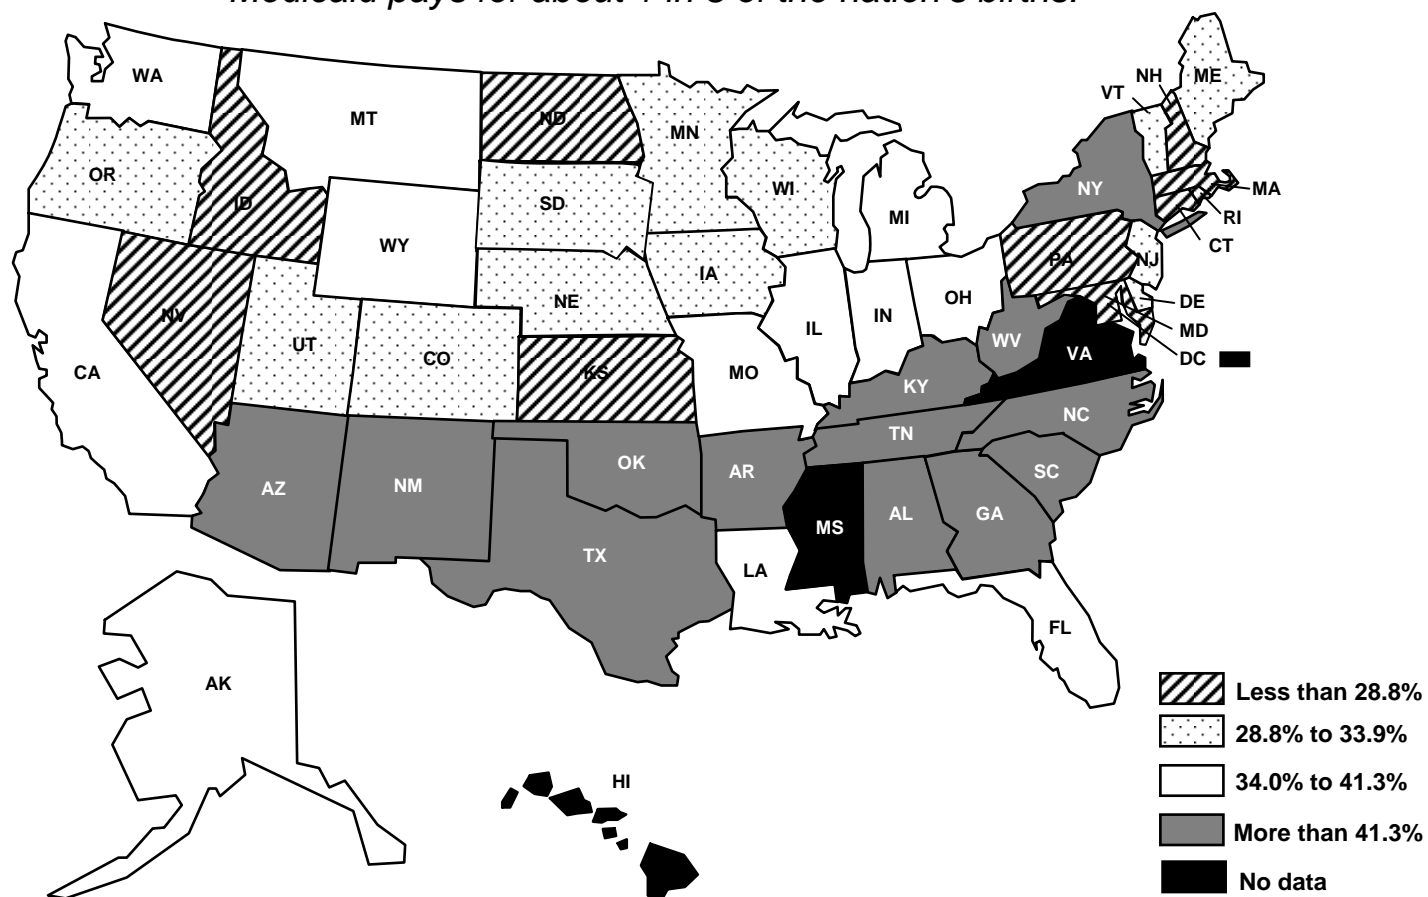 Medicaid pays for about 1 in 3 of the nation's births.
WA
MT
ND
MN
VT
NH
ME
OR
ID
SD
WI
MI
NY
MA
RI
CT
WY
IA
NE
PA
NJ
OH
DE
MD
DC
NV
UT
CO
KS
MO
IL
IN
WV
VA
KY
CA
NC
TN
OK
AR
SC
AZ
NM
MS
AL
GA
TX
LA
FL
AK
HI
Less than 28.8%
28.8% to 33.9%
34.0% to 41.3%
More than 41.3%
No data